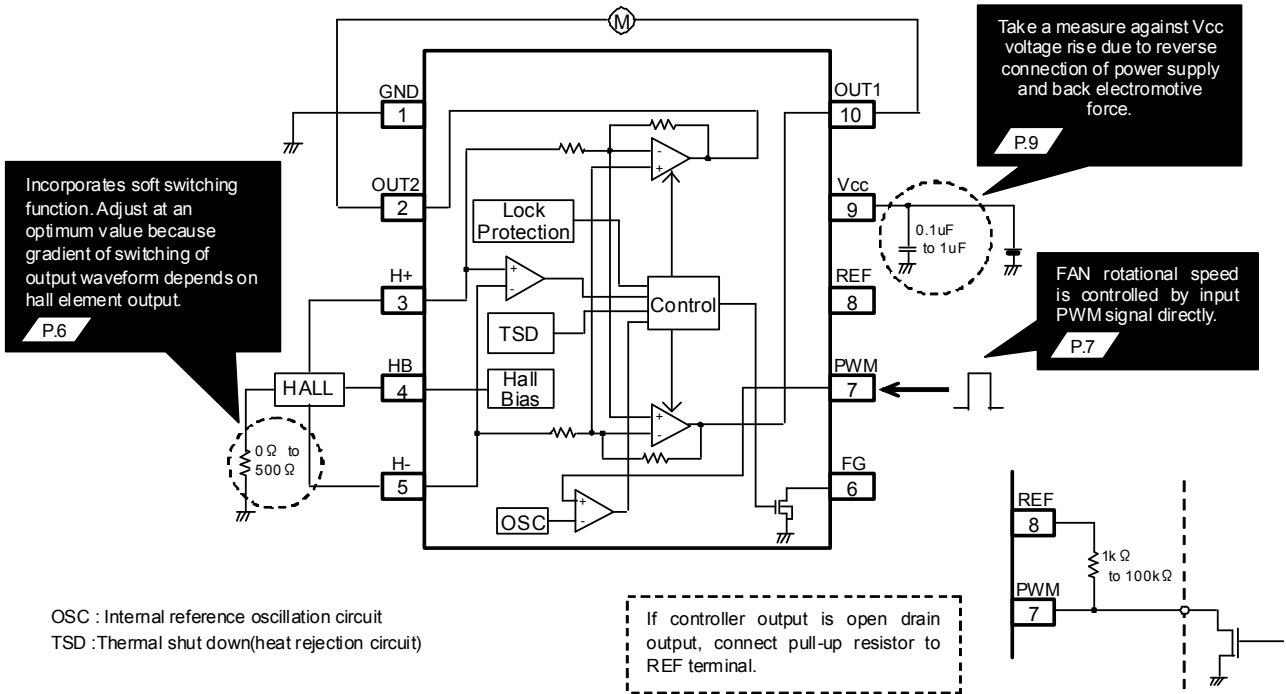 M
Take a measure against Vcc
voltage rise due to reverse
connection of power supply
and back electromotive
force.
P.9
GND
1
OUT1
10
Incorporates soft switching
function. Adjust at an
optimum value because
gradient of switching of
output waveform depends on
hall element output.
P.6
OUT2
2
Lock
Protection
Vcc
9
0.1uF
to 1uF
H+
3
+
-
-
+
Control
TSD
REF
8
FAN rotational speed
is controlled by input
PWM signal directly.
P.7
HALL
HB
4
Hall
Bias
PWM
7
+
-
0Ω to
500Ω
H-
5
FG
6
OSC
+
-
REF
8
1kΩ
to 100kΩ
PWM
7
OSC : Internal reference oscillation circuit
TSD :Thermal shut down(heat rejection circuit)
If controller output is open drain
output, connect pull-up resistor to
REF terminal.